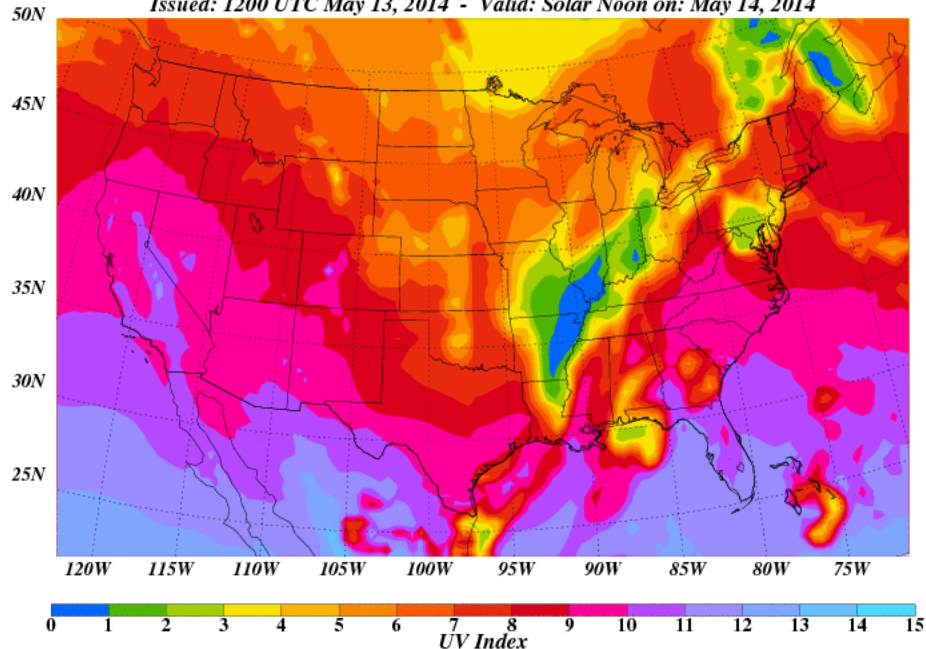 Issued: 1200 UTC May 13, 2014 - Valid: Solar Noon on: May 14, 2014
50N
45N
40N
35N
30N
25N
120W 115W 110W 105W 100W 95W 90W 85W 80W 75W
0 1 2 3 4 5 6 7 8 9 10 11 12 13 14 15
UV Index